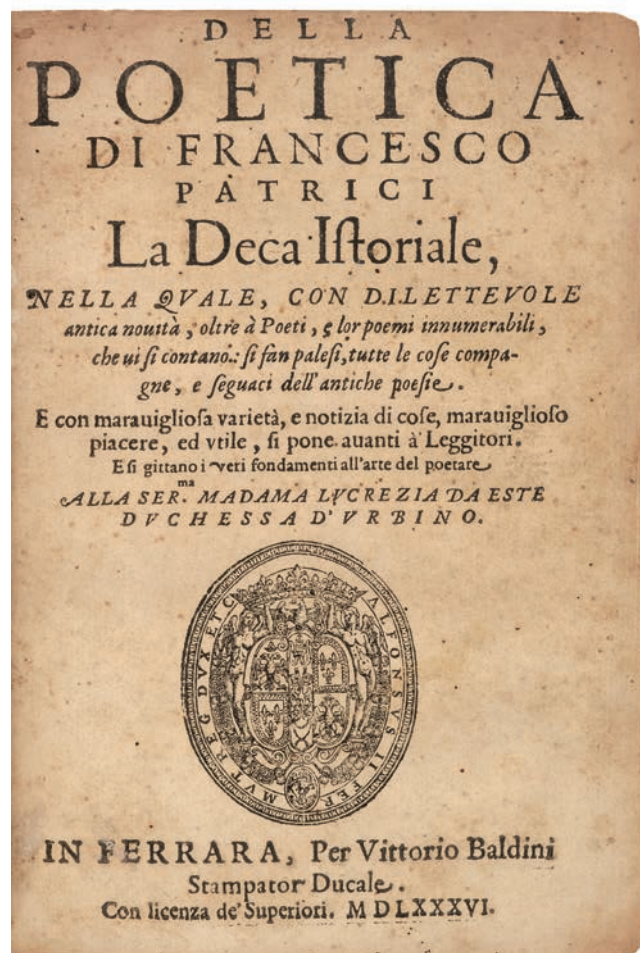 DELLA
POETICA
DI FRANCESCO
PATRICI
La Deca Iſtoriale,
NELLA QVALE, CON DILETTEVOLE
antica nouità, oltre à Poeti, e lor poemi innumerabili,
che ui ſi contano: ſi fan paleſi, tutte le coſe compa-
gne, e ſeguaci dell'antiche poeſie.
E con marauiglioſa varietà, e notizia di coſe, marauiglioſo
piacere, ed vtile, ſi pone auanti à Leggitori.
E ſi gittano i veri fondamenti all'arte del poetare
ALLA SER.ma MADAMA LVCREZIA DA ESTE
DVCHESSA D'VRBINO.
ALFONSVS II FER MVT REG DVX ETC
IN FERRARA, Per Vittorio Baldini
Stampator Ducale.
Con licenza de' Superiori. M D LXXXVI.